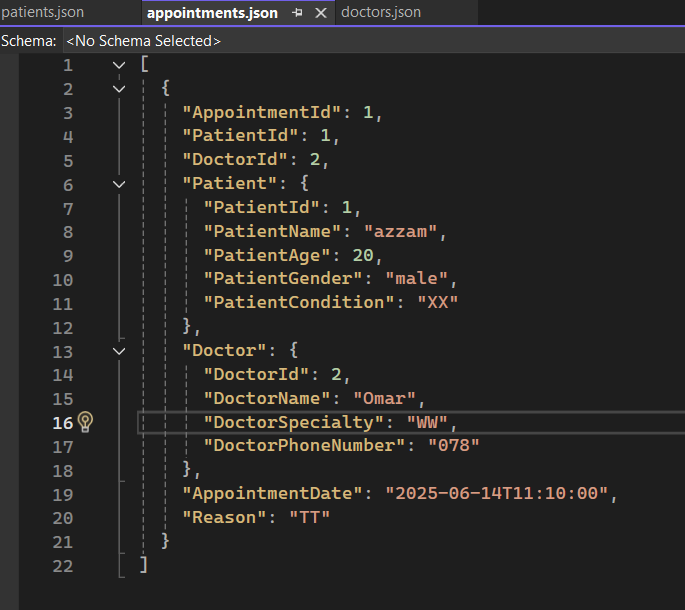 patients.json appointments.json doctors.json
Schema: <No Schema Selected>
1 [
2 {
3 "AppointmentId": 1,
4 "PatientId": 1,
5 "DoctorId": 2,
6 "Patient": {
7 "PatientId": 1,
8 "PatientName": "azzam",
9 "PatientAge": 20,
10 "PatientGender": "male",
11 "PatientCondition": "XX"
12 },
13 "Doctor": {
14 "DoctorId": 2,
15 "DoctorName": "Omar",
16 "DoctorSpecialty": "WW",
17 "DoctorPhoneNumber": "078"
18 },
19 "AppointmentDate": "2025-06-14T11:10:00",
20 "Reason": "TT"
21 }
22 ]